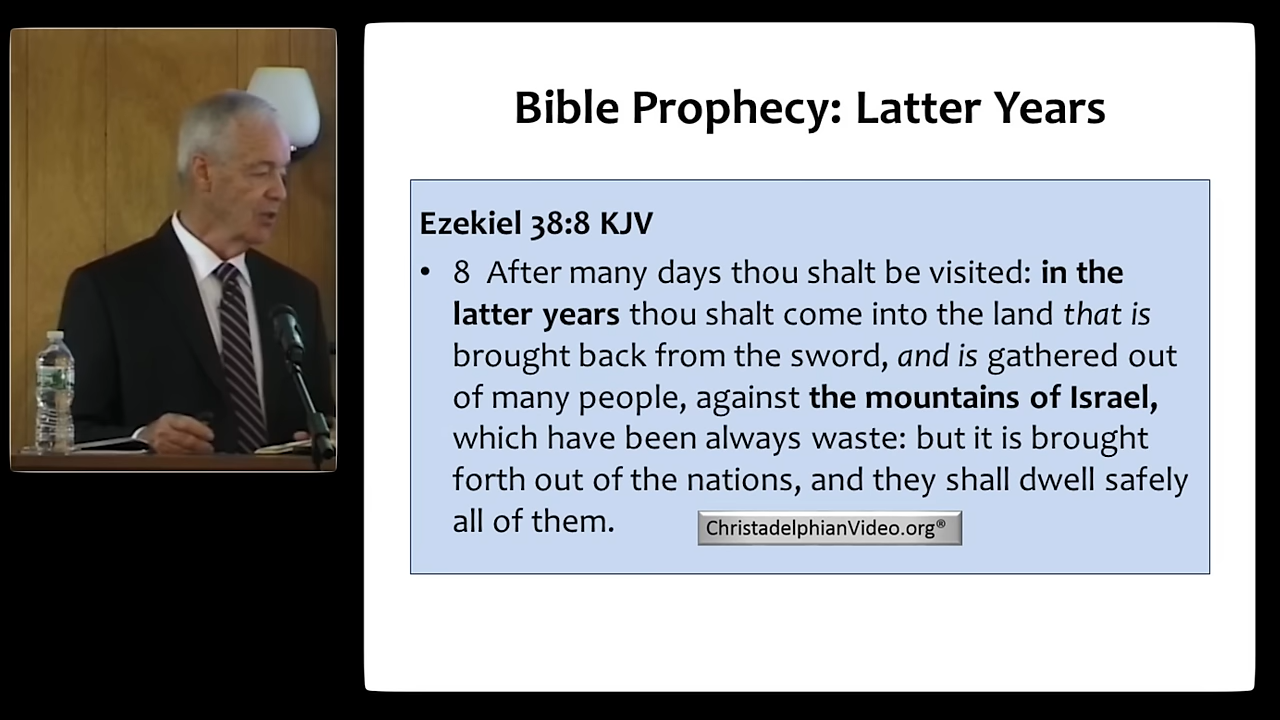 Bible Prophecy: Latter Years
Ezekiel 38:8 KJV
• 8 After many days thou shalt be visited: in the
latter years thou shalt come into the land that is
brought back from the sword, and is gathered out
of many people, against the mountains of Israel,
which have been always waste: but it is brought
forth out of the nations, and they shall dwell safely
all of them.
ChristadelphianVideo.org®